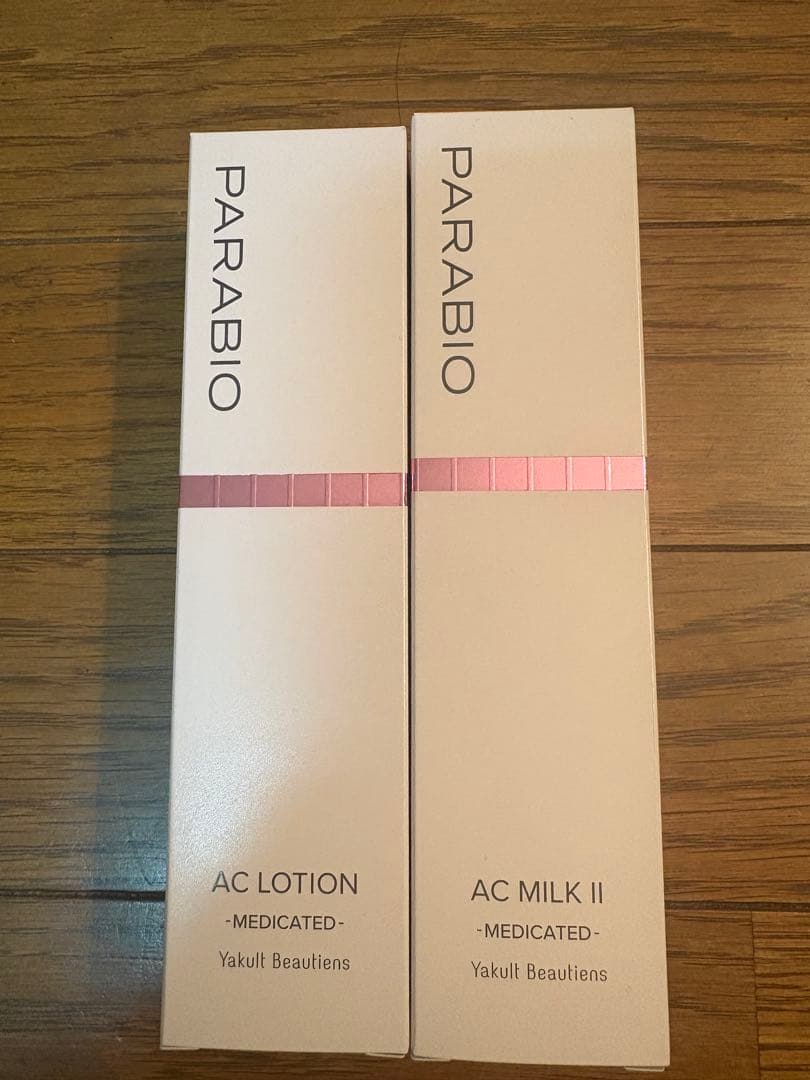 PARABIO
AC LOTION
-MEDICATED-
Yakult Beautiens
PARABIO
AC MILK II
-MEDICATED-
Yakult Beautiens